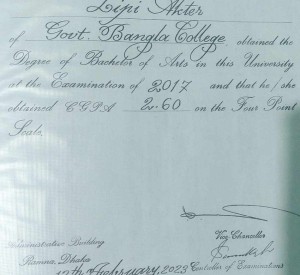 Lipi Akter
of Govt. Bangla College, obtained the
Degree of Bachelor of Arts in this University
at the Examination of 2017 and that he/she
obtained CGPA 2.60 on the Four Point
Scale.
Vice Chancellor
Administrative Building
Ramna, Dhaka
Controller of Examinations
February, 2023